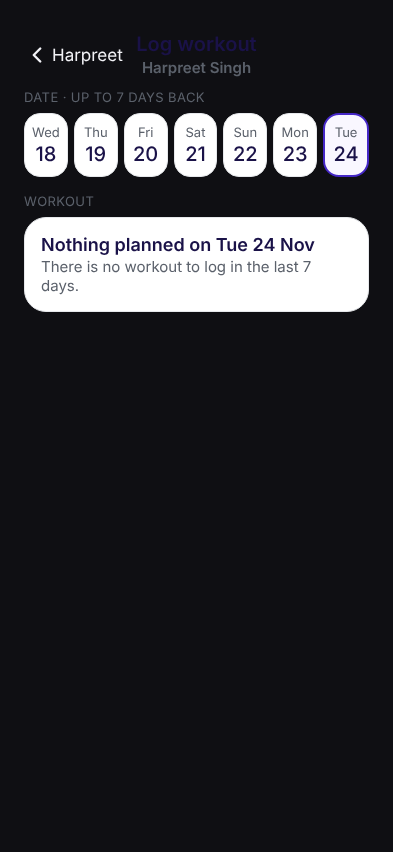 Log workout
Harpreet
Harpreet Singh
DATE · UP TO 7 DAYS BACK
Wed Thu Fri Sat Sun Mon Tue
18 19 20 21 22 23 24
WORKOUT
Nothing planned on Tue 24 Nov
There is no workout to log in the last 7
days.